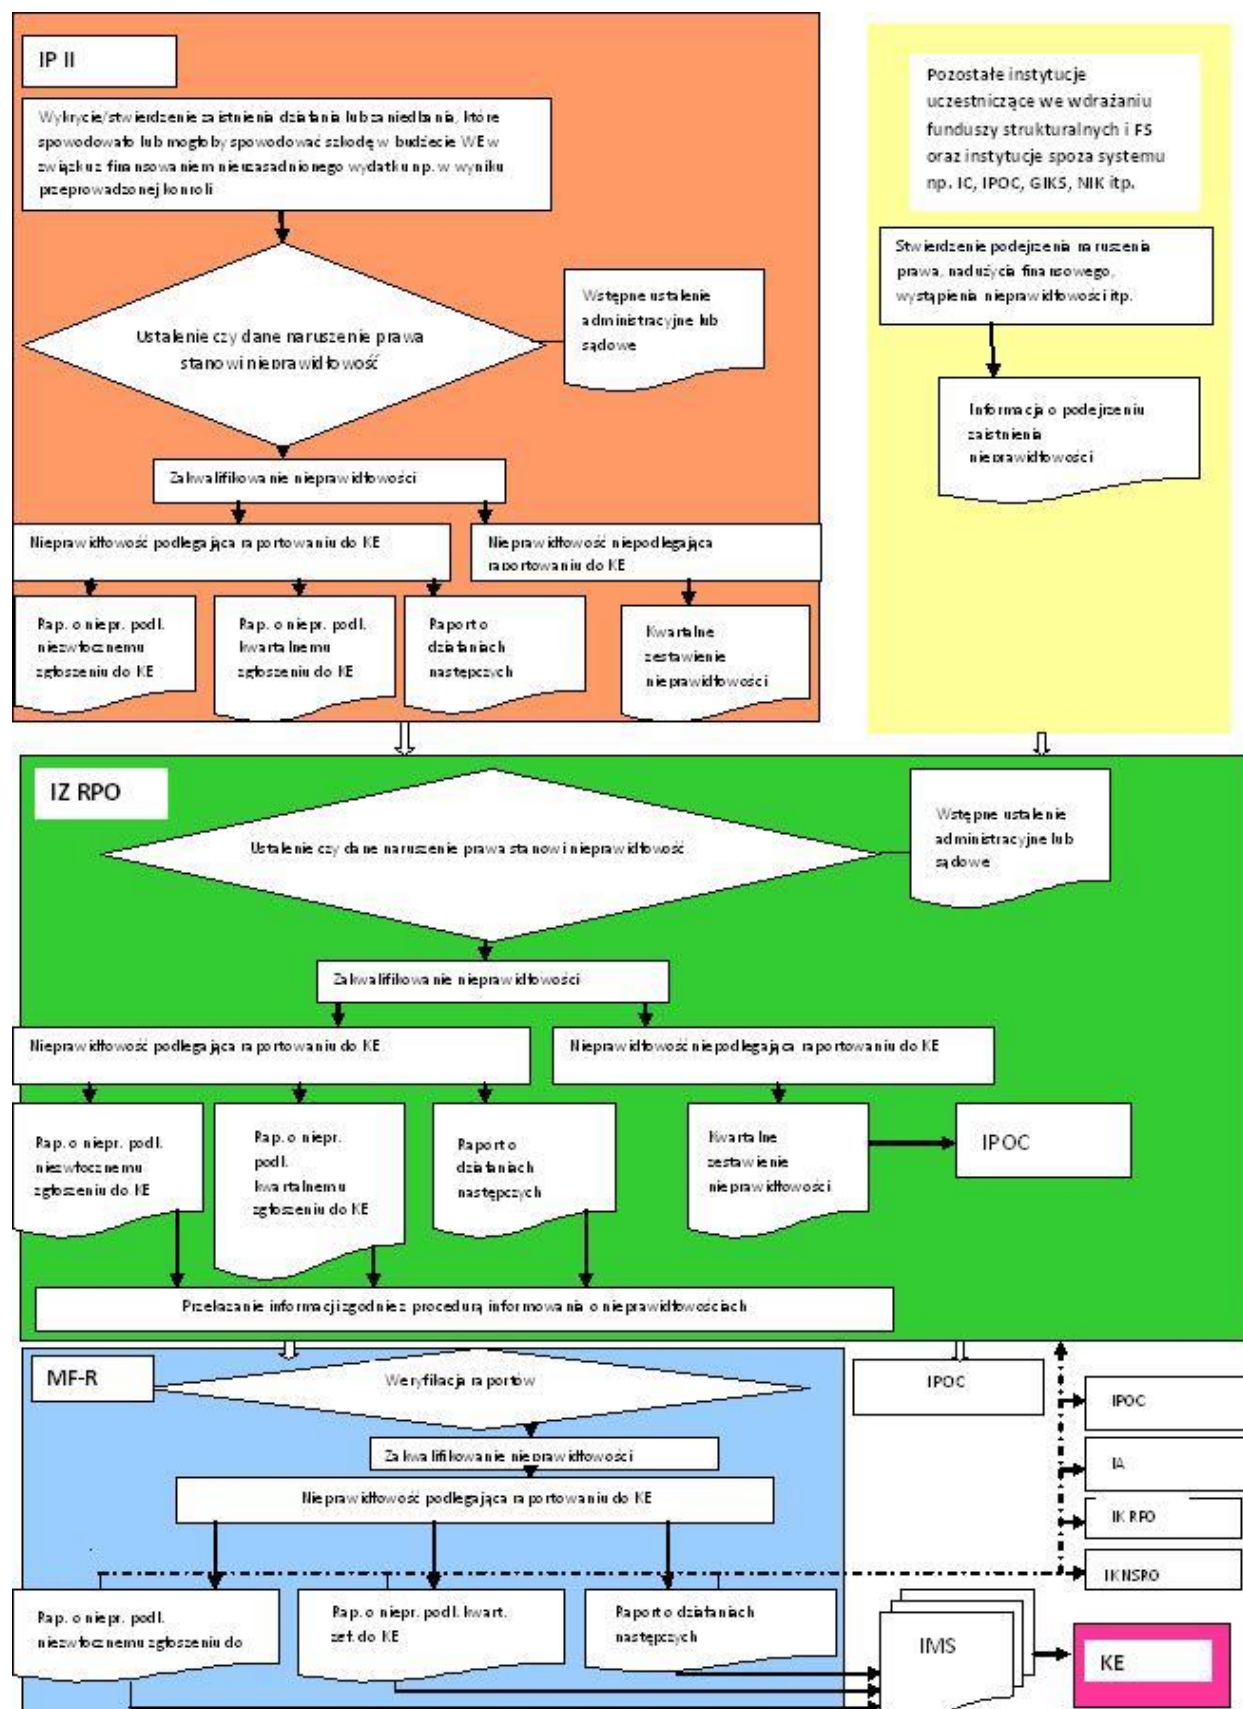 IP II
Wykrycie/stwierdzenie zaistnienia działania lub zaniedbania, które
spowodowało lub mogłoby spowodować szkodę w budżecie WE w
związku z finansowaniem nieuzasadnionego wydatku np. w wyniku
przeprowadzonej konroli
Ustalenie czy dane naruszenie prawa
stanowi nieprawidłowość
Wstępne ustalenie
administracyjne lub
sądowe
Zakwalifikowanie nieprawidłowości
Nieprawidłowość podlegająca raportowaniu do KE
Nieprawidłowość niepodlegająca
raportowaniu do KE
Rap. o niepr. podl.
niezwłocznemu
zgłoszeniu do KE
Rap. o niepr. podl.
kwartalnemu
zgłoszeniu do KE
Raport o
działaniach
następczych
Kwartalne
zestawienie
nieprawidłowości
Pozostałe instytucje
uczestniczące we wdrażaniu
funduszy strukturalnych i FS
oraz instytucje spoza systemu
np. IC, IPOC, GIKS, NIK itp.
Stwierdzenie podejrzenia naruszenia
prawa, nadużycia finansowego,
wystąpienia nieprawidłowości itp.
Informacja o podejrzeniu
zaistnienia
nieprawidłowości
IZ RPO
Ustalenie czy dane naruszenie prawa stanowi nieprawidłowość
Wstępne ustalenie
administracyjne lub
sądowe
Zakwalifikowanie nieprawidłowości
Nieprawidłowość podlegająca raportowaniu do KE
Nieprawidłowość niepodlegająca raportowaniu do KE
Rap. o niepr. podl.
niezwłocznemu
zgłoszeniu do KE
Rap. o niepr.
podl.
kwartalnemu
zgłoszeniu do KE
Raport o
działaniach
następczych
Kwartalne
zestawienie
nieprawidłowości
IPOC
Przekazanie informacji zgodnie z procedurą informowania o nieprawidłowościach
MF-R
Weryfikacja raportów
Zakwalifikowanie nieprawidłowości
Nieprawidłowość podlegająca raportowaniu do KE
Rap. o niepr. podl.
niezwłocznemu zgłoszeniu do
Rap. o niepr. podl. kwart.
zgł. do KE
Raport o działaniach
następczych
IPOC
IPOC
IA
IK RPO
IK NSRO
IMS
KE